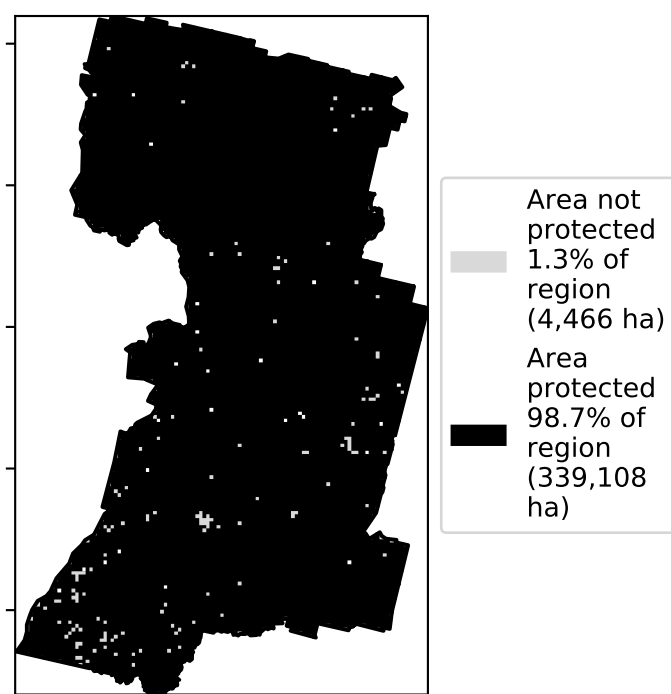 Area not
protected
1.3% of
region
(4,466 ha)
Area
protected
98.7% of
region
(339,108
ha)